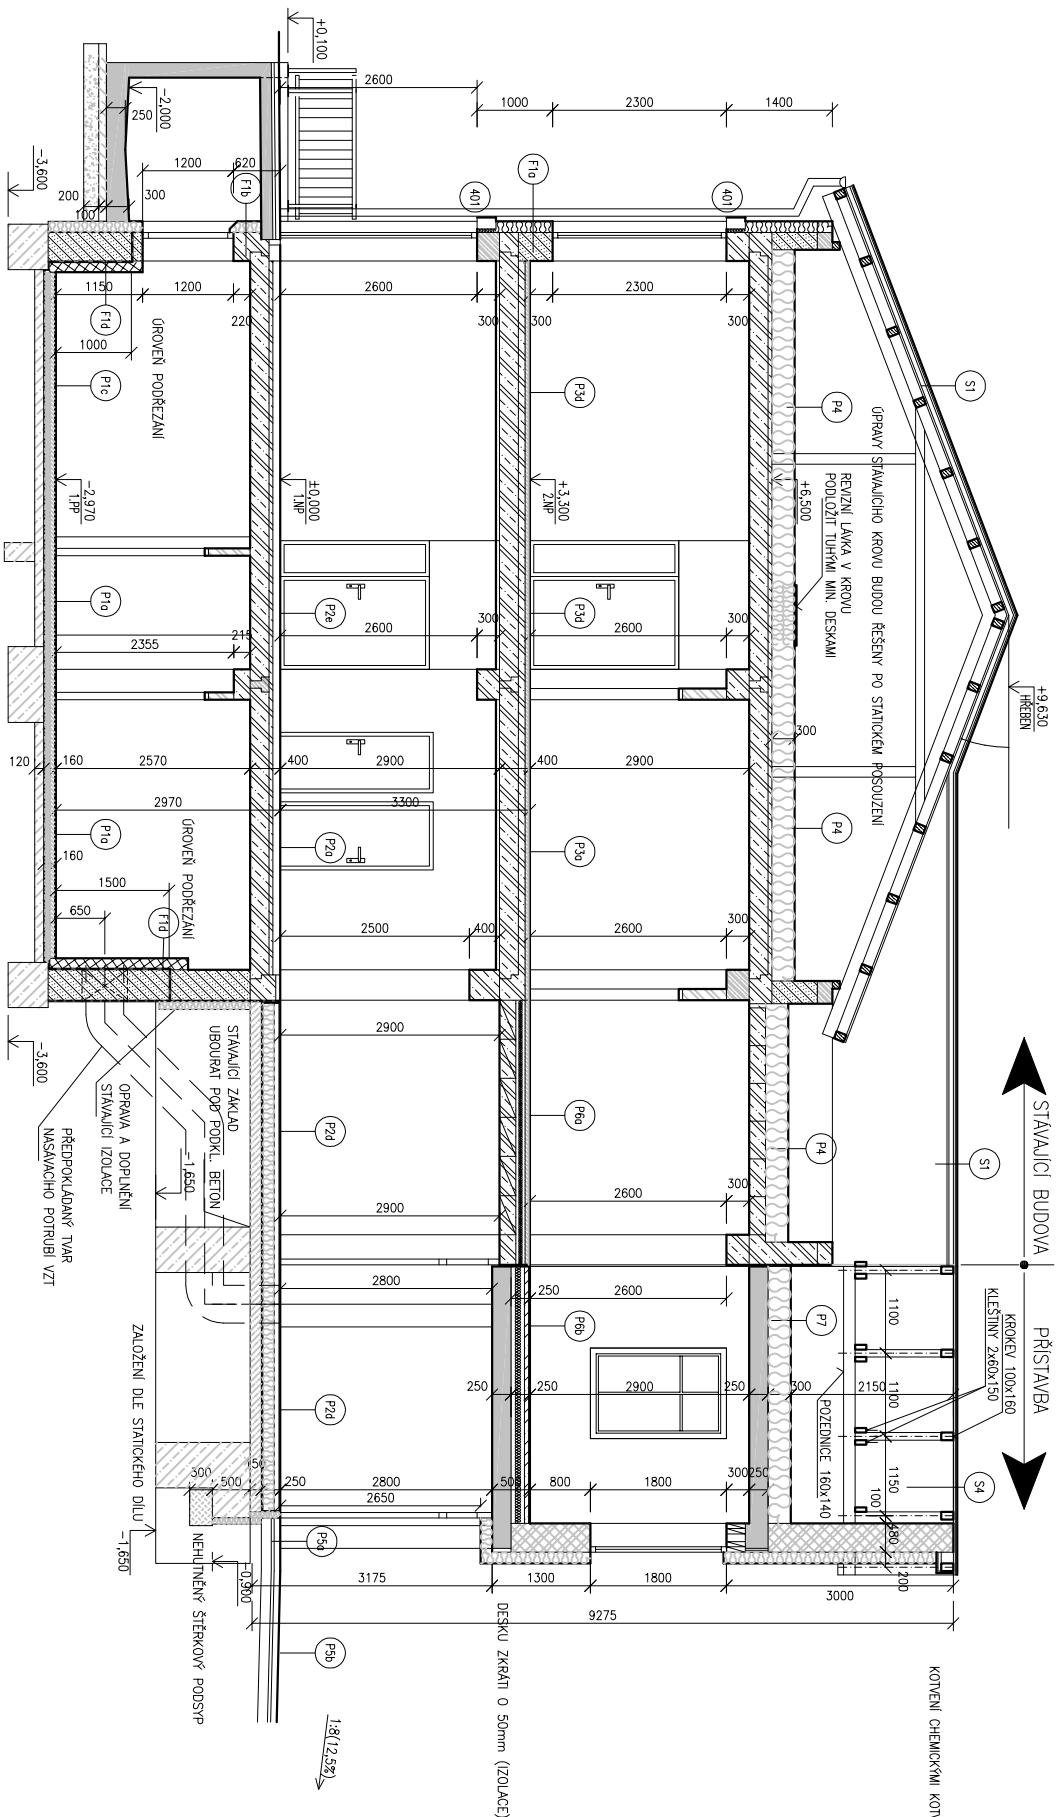 STÁVAJÍCÍ BUDOVA
PŘÍSTAVBA
+9,630
HŘEBEN
S1
S1
S4
KROKEV 100x160
KLEŠTINY 2x60x150
KOTVENÍ CHEMICKÝMI KOT
1100
1100
1150
100
480
200
2150
3000
ÚPRAVY STÁVAJÍCÍHO KROVU BUDOU ŘEŠENY PO STATICKÉM POSOUZENÍ
REVIZNÍ LÁVKA V KROVU
PODLOŽIT TUHÝMI MIN. DESKAMI
POZEDNICE 160x140
P4
P4
P4
P7
+6,500
300
300
1400
2300
1000
2600
+0,100
401
401
F1a
F1b
2300
300
300
300
2600
2600
2600
2600
300
300
300
2900
2900
250
250
P3d
P3d
P3a
P6a
P6b
+3,300
2.NP
400
3300
250
250
500
800
1800
300
250
1300
1800
9275
3175
DESKU ZKRÁTI O 50mm (IZOLACE)
2600
300
2600
300
2900
400
2500
400
2900
2900
2800
2800
2650
±0,000
1.NP
P2e
P2a
P2d
P2d
P5a
P5b
1:8(12,5%)
-2,000
250
1200
620
200
100
300
-3,600
1150
1200
220
1000
F1d
P1c
ÚROVEŇ PODŘEZÁNÍ
-2,970
1.PP
P1a
2355
215
120
160
2570
2970
P1a
160
1500
650
F1d
ÚROVEŇ PODŘEZÁNÍ
-3,600
STÁVAJÍCÍ ZÁKLAD
UBOURAT POD PODKL. BETON
-1,650
OPRAVA A DOPLNĚNÍ
STÁVAJÍCÍ IZOLACE
PŘEDPOKLÁDANÝ TVAR
NASÁVACÍHO POTRUBÍ VZT
ZALOŽENÍ DLE STATICKÉHO DÍLU
-1,650
300
500
250
-0,900
NEHUTNĚNÝ ŠTĚRKOVÝ PODSYP